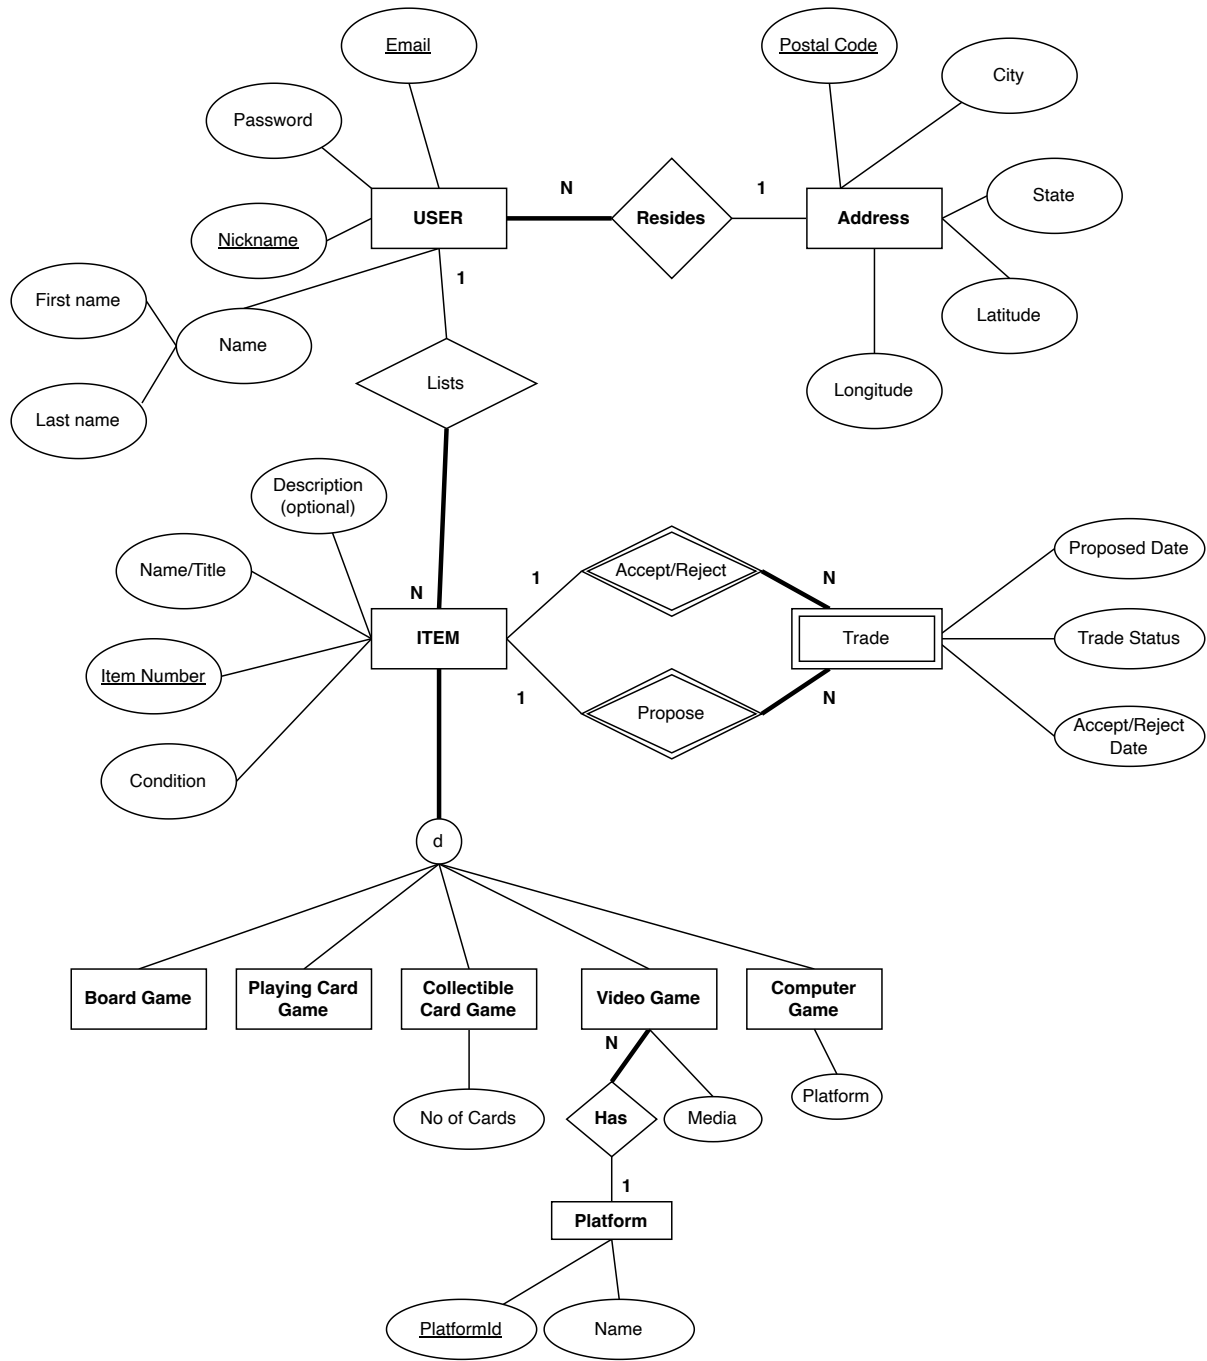 Email
Postal Code
City
Password
N
1
State
USER
Resides
Address
Nickname
1
First name
Name
Latitude
Lists
Longitude
Last name
Description
(optional)
Proposed Date
Name/Title
1
Accept/Reject
N
N
ITEM
Trade
Trade Status
Item Number
1
Propose
N
Accept/Reject
Date
Condition
d
Board Game
Playing Card
Game
Collectible
Card Game
Video Game
Computer
Game
N
Platform
No of Cards
Has
Media
1
Platform
PlatformId
Name